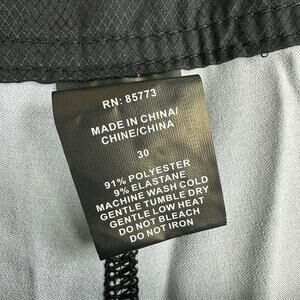 RN: 85773
MADE IN CHINA/
CHINE/CHINA
30
91% POLYESTER
9% ELASTANE
MACHINE WASH COLD
GENTLE TUMBLE DRY
GENTLE LOW HEAT
DO NOT BLEACH
DO NOT IRON